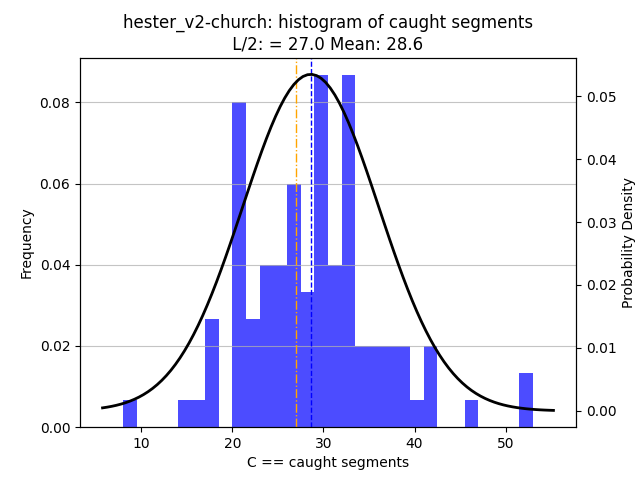 hester_v2-church: histogram of caught segments
L/2: = 27.0 Mean: 28.6
0.08
0.06
0.04
0.02
0.00
Frequency
0.05
0.04
0.03
0.02
0.01
0.00
Probability Density
10 20 30 40 50
C == caught segments